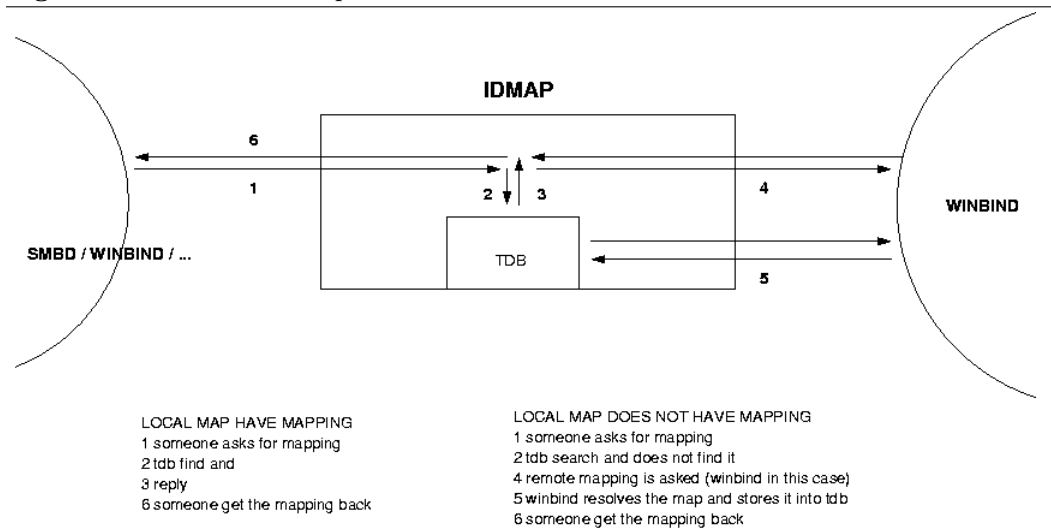 IDMAP
6
1
2
3
4
5
SMBD / WINBIND / ...
TDB
WINBIND
LOCAL MAP HAVE MAPPING
1 someone asks for mapping
2 tdb find and
3 reply
6 someone get the mapping back
LOCAL MAP DOES NOT HAVE MAPPING
1 someone asks for mapping
2 tdb search and does not find it
4 remote mapping is asked (winbind in this case)
5 winbind resolves the map and stores it into tdb
6 someone get the mapping back